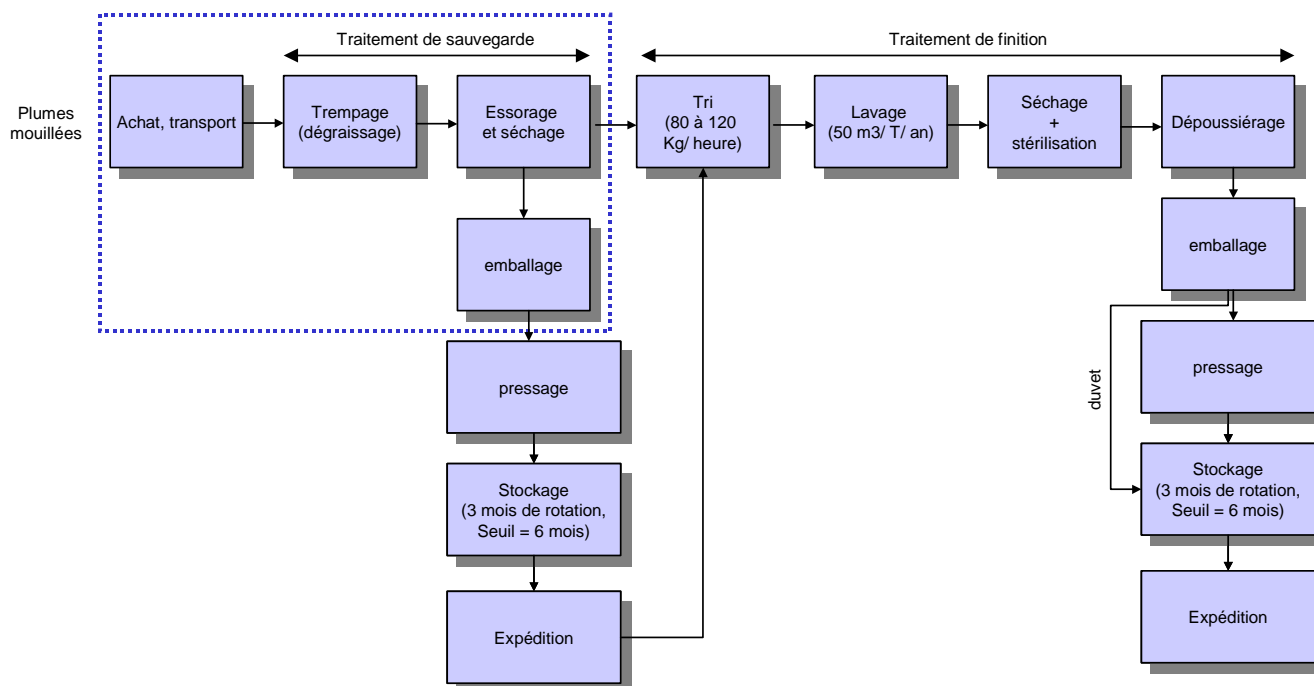 Traitement de sauvegarde
Traitement de finition
Plumes
mouillées
Achat, transport
Trempage
(dégraissage)
Essorage
et séchage
Tri
(80 à 120
Kg/ heure)
Lavage
(50 m3/ T/ an)
Séchage
+
stérilisation
Dépoussiérage
emballage
emballage
pressage
duvet
pressage
Stockage
(3 mois de rotation,
Seuil = 6 mois)
Stockage
(3 mois de rotation,
Seuil = 6 mois)
Expédition
Expédition